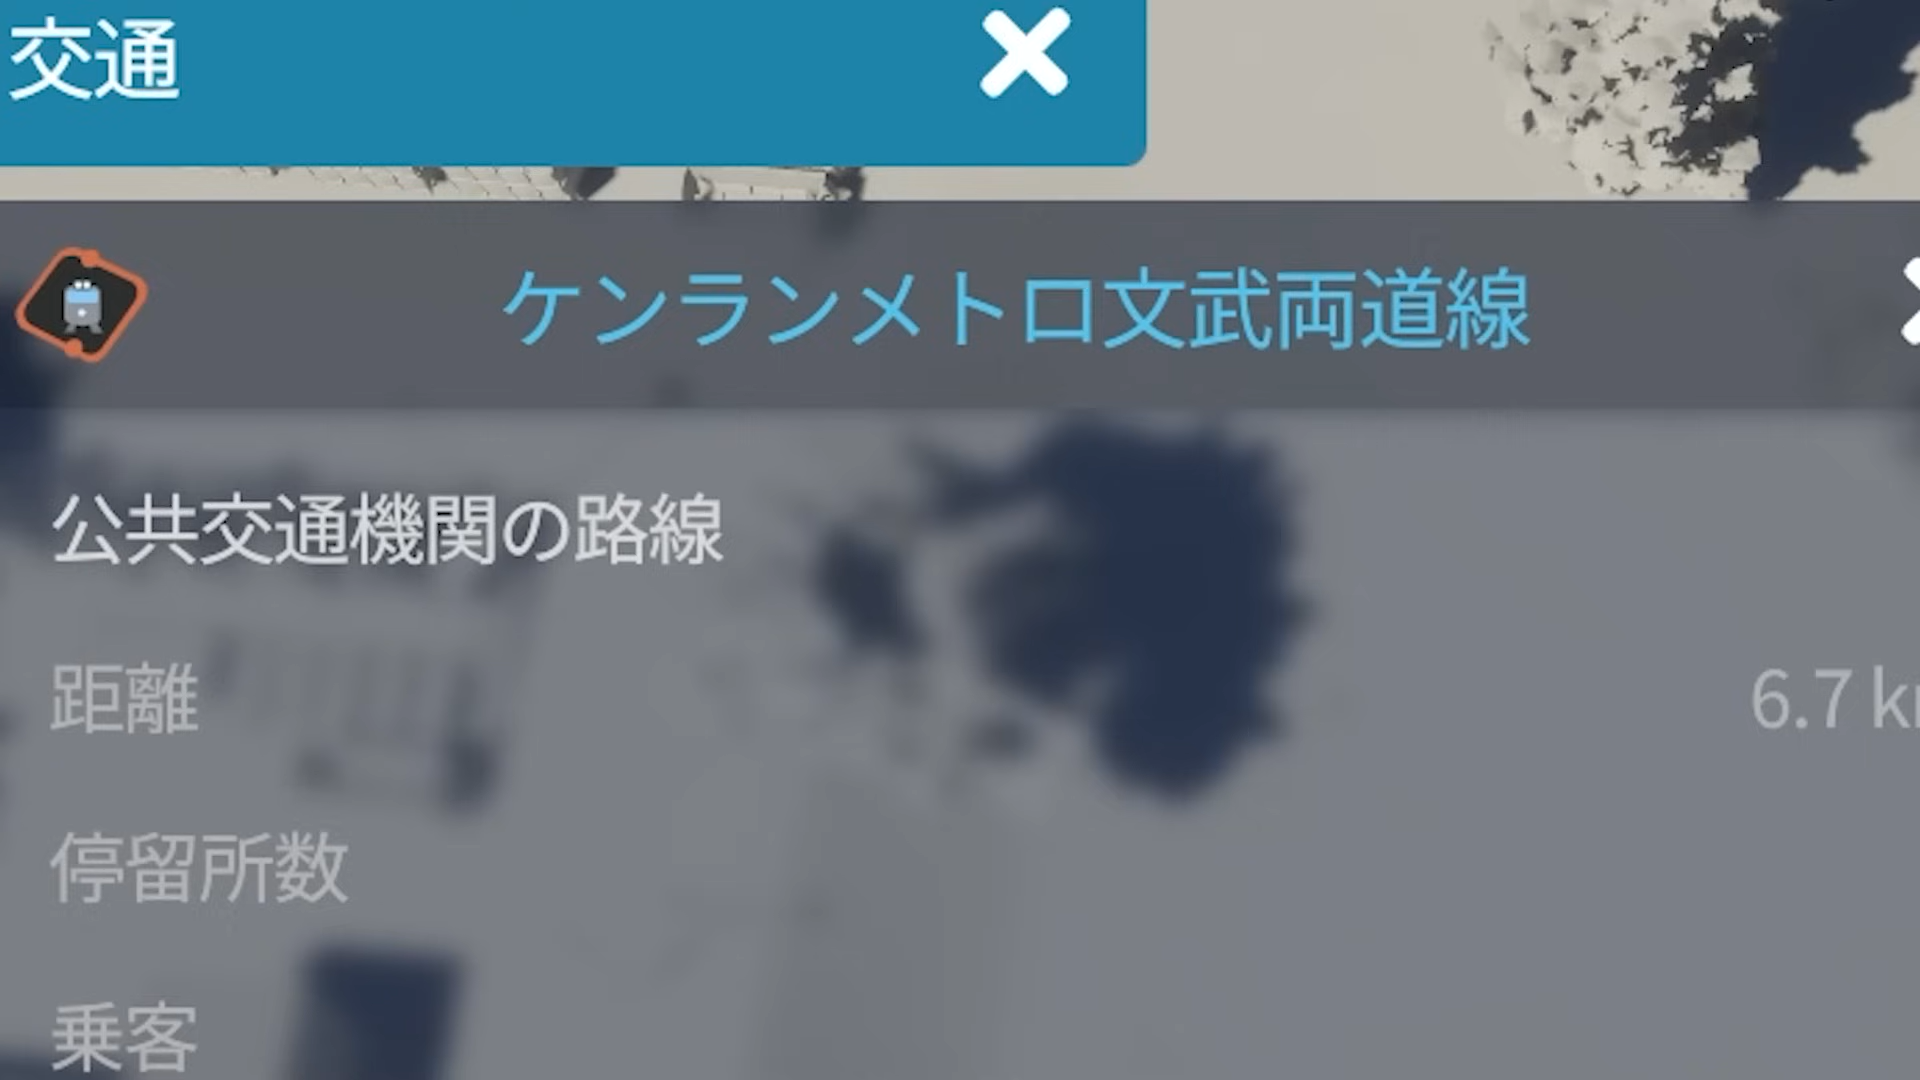 交通
ケンランメトロ文武両道線
公共交通機関の路線
距離
6.7 k
停留所数
乗客